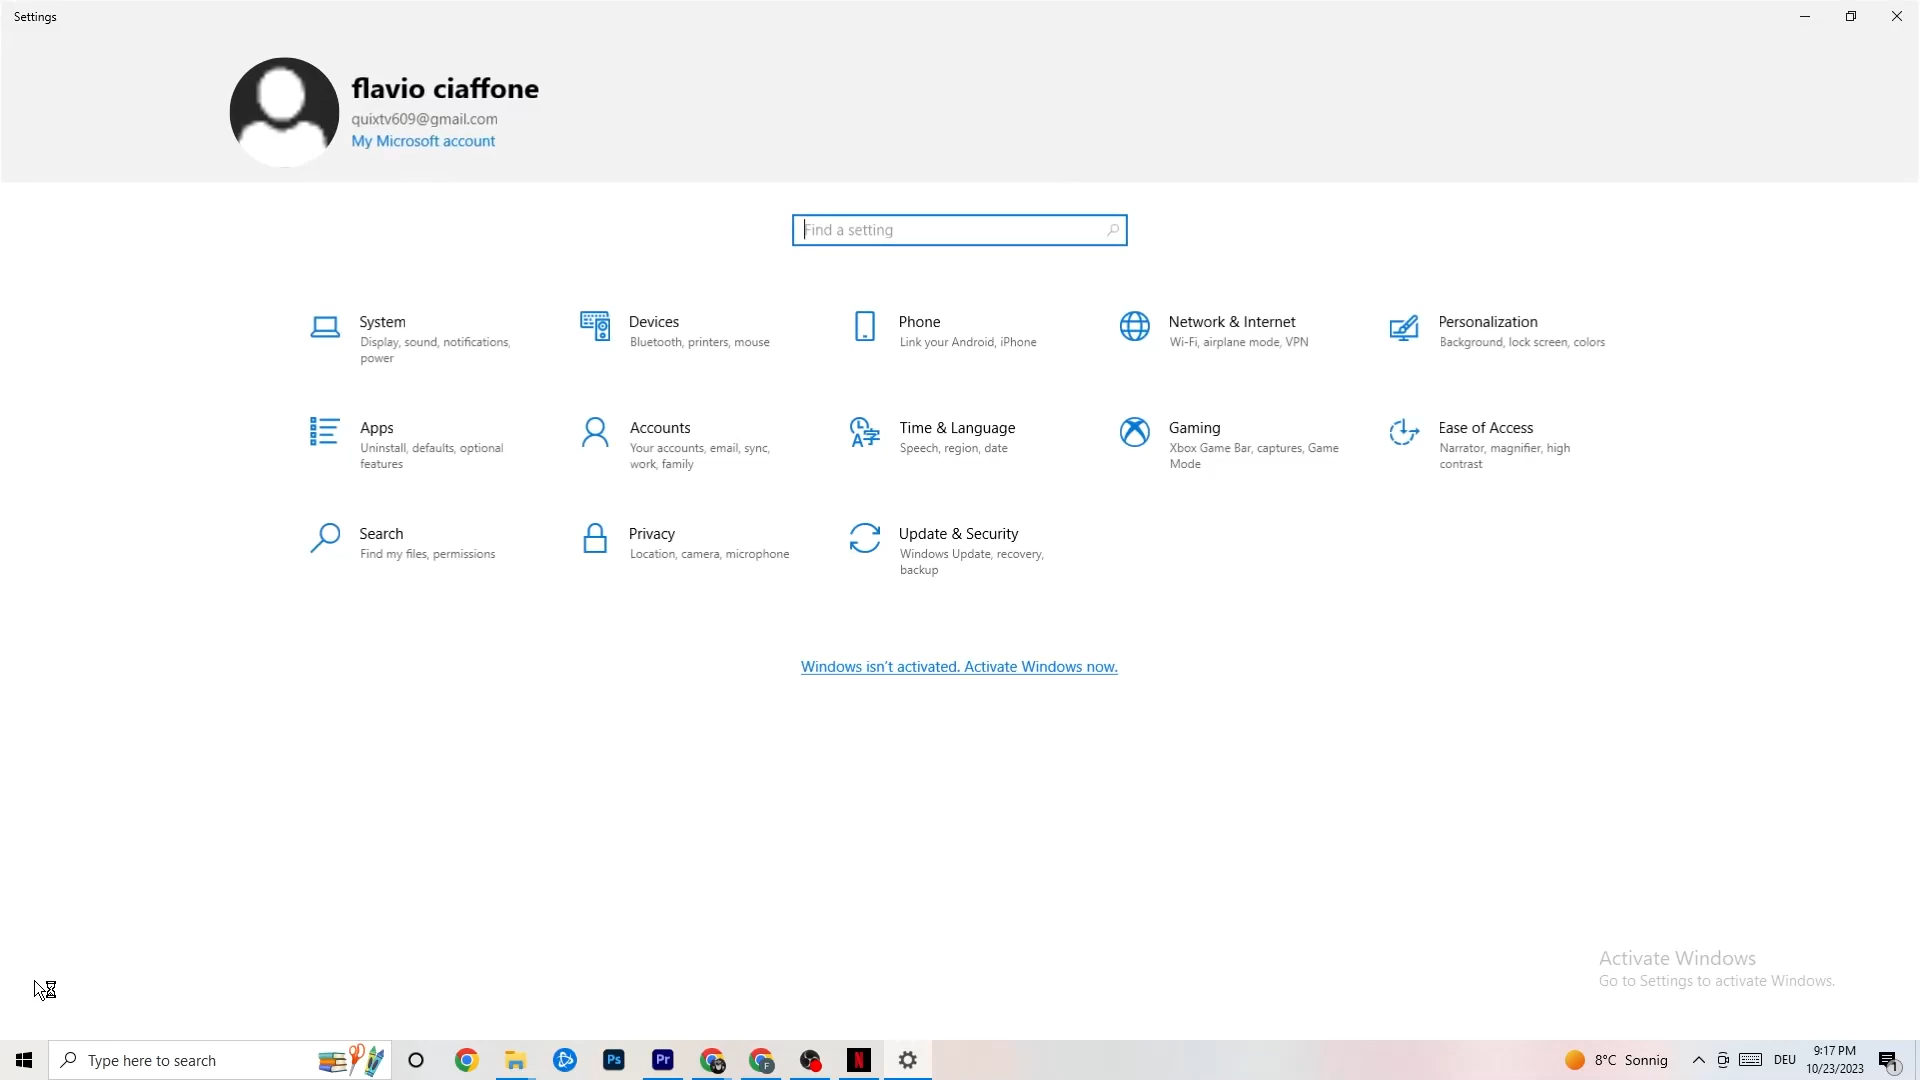 Settings
flavio ciaffone
quixtv609@gmail.com
My Microsoft account
Find a setting
System
Display, sound, notifications,
power
Devices
Bluetooth, printers, mouse
Phone
Link your Android, iPhone
Network & Internet
Wi-Fi, airplane mode, VPN
Personalization
Background, lock screen, colors
Apps
Uninstall, defaults, optional
features
Accounts
Your accounts, email, sync,
work, family
Time & Language
Speech, region, date
Gaming
Xbox Game Bar, captures, Game
Mode
Ease of Access
Narrator, magnifier, high
contrast
Search
Find my files, permissions
Privacy
Location, camera, microphone
Update & Security
Windows Update, recovery,
backup
Windows isn't activated. Activate Windows now.
Activate Windows
Go to Settings to activate Windows.
Type here to search
Ps
Pr
F
N
8°C Sonnig
DEU
9:17 PM
10/23/2023
1